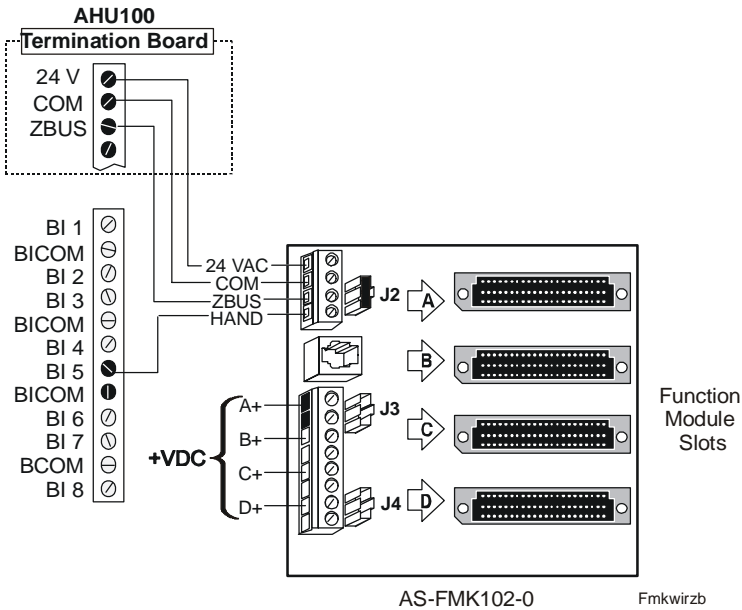 AHU100
Termination Board
24 V
COM
ZBUS
BI 1
BICOM
BI 2
BI 3
BICOM
BI 4
BI 5
BICOM
BI 6
BI 7
BCOM
BI 8
24 VAC
COM
ZBUS
HAND
+VDC
A+
B+
C+
D+
J2
J3
J4
A
B
C
D
Function
Module
Slots
AS-FMK102-0
Fmkwirzb